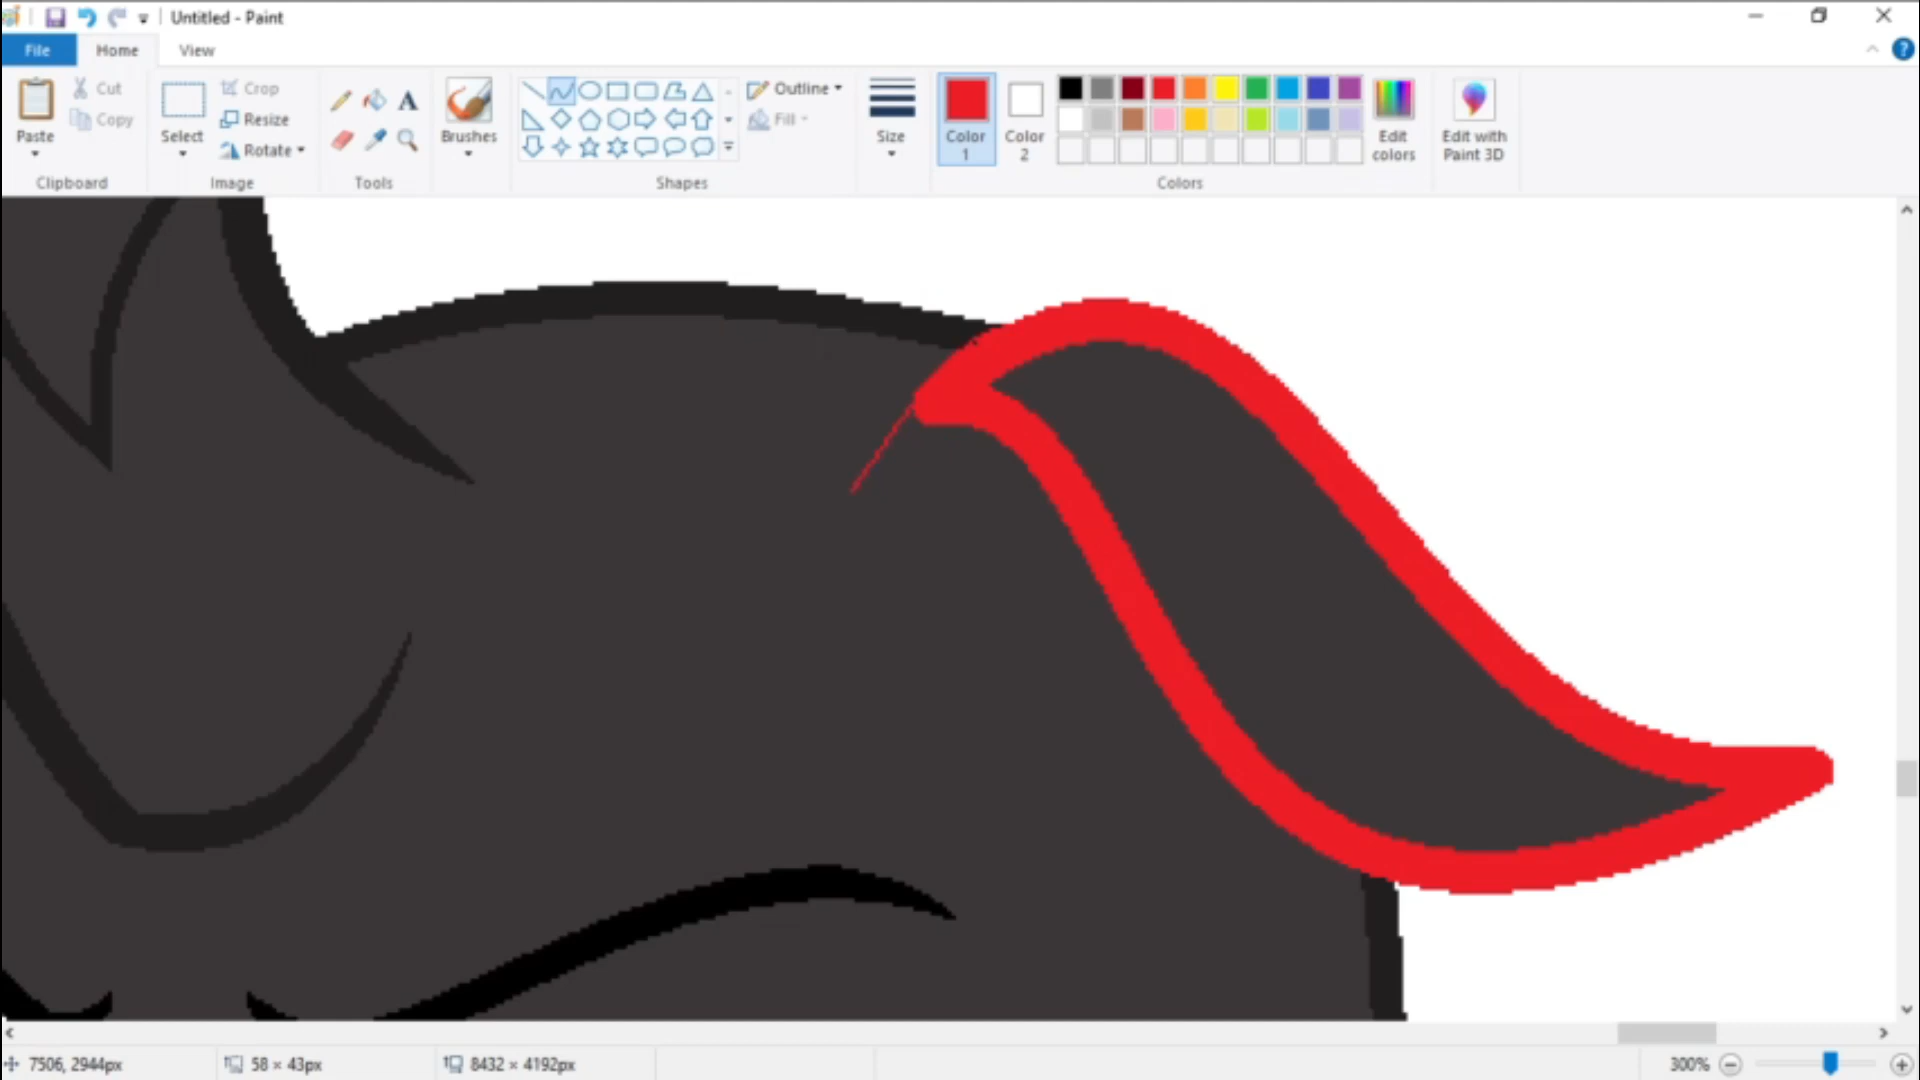 Untitled - Paint
File Home View
Paste Cut Copy Clipboard
Select Crop Resize Rotate Image
A Tools
Brushes
Shapes Outline Fill
Size
Color 1 Color 2
Colors
Edit colors
Edit with Paint 3D
?
7506, 2944px 58 × 43px 8432 × 4192px 300%